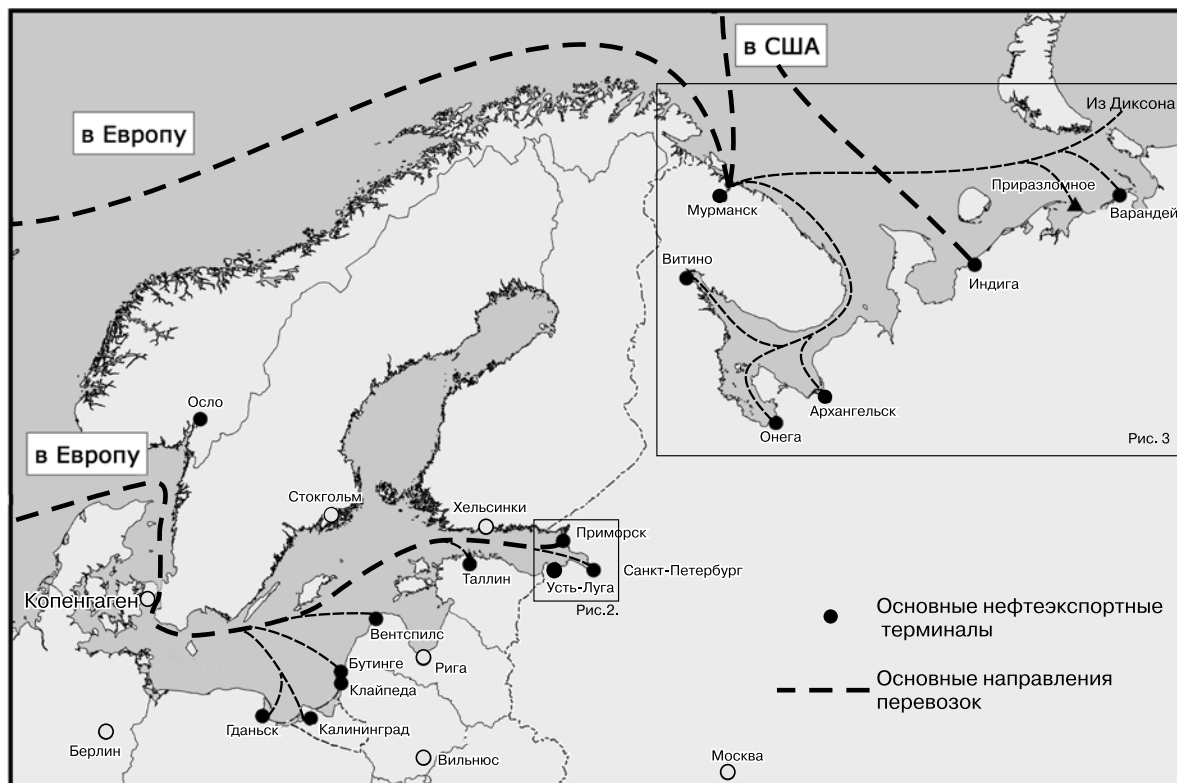 в США
Из Диксона
в Европу
Приразломное
Мурманск
Варандей
Витино
Индига
Осло
Архангельск
Онега
Рис. 3
в Европу
Стокгольм
Хельсинки
Приморск
Таллин
Усть-Луга
Санкт-Петербург
Копенгаген
Рис.2.
Основные нефтеэкспортные
терминалы
Вентспилс
Бутинге
Рига
Клайпеда
Основные направления
перевозок
Гданьск
Калининград
Берлин
Вильнюс
Москва